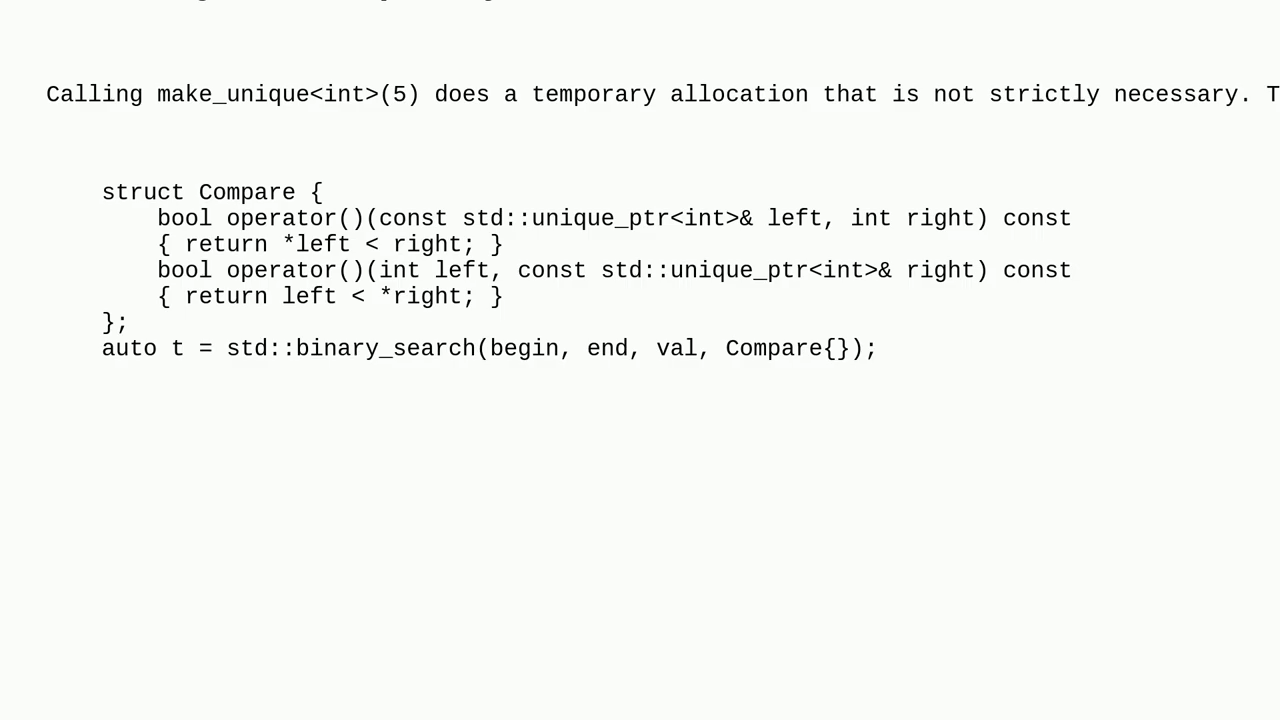 Calling make_unique<int>(5) does a temporary allocation that is not strictly necessary. T
struct Compare {
    bool operator()(const std::unique_ptr<int>& left, int right) const
    { return *left < right; }
    bool operator()(int left, const std::unique_ptr<int>& right) const
    { return left < *right; }
};
auto t = std::binary_search(begin, end, val, Compare{});